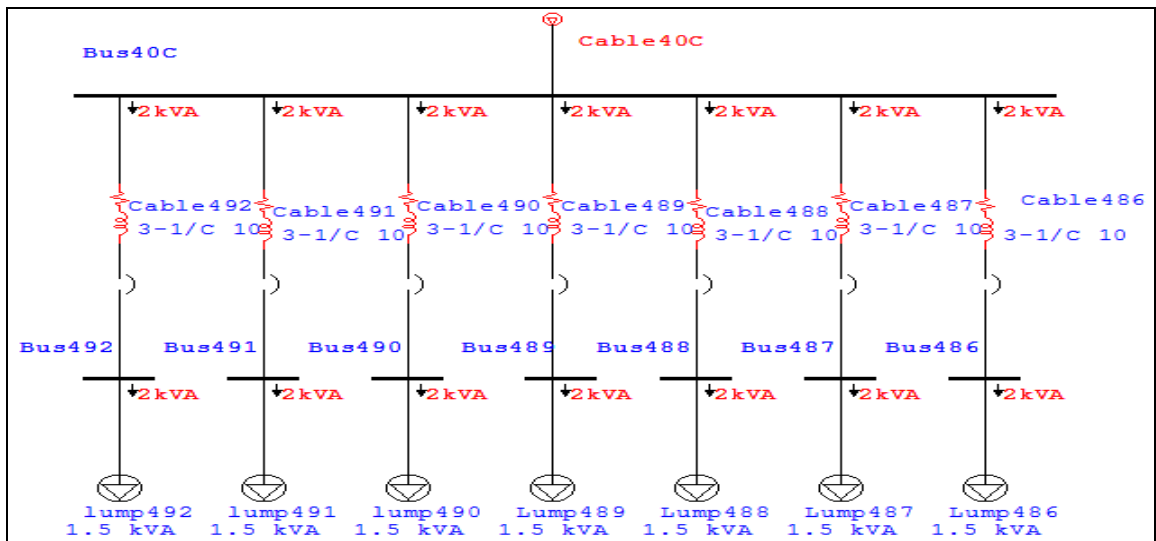 Cable40C
Bus40C
2kVA 2kVA 2kVA 2kVA 2kVA 2kVA 2kVA
Cable492 Cable491 Cable490 Cable489 Cable488 Cable487 Cable486
3-1/C 10 3-1/C 10 3-1/C 10 3-1/C 10 3-1/C 10 3-1/C 10 3-1/C 10
Bus492 Bus491 Bus490 Bus489 Bus488 Bus487 Bus486
2kVA 2kVA 2kVA 2kVA 2kVA 2kVA 2kVA
lump492 lump491 lump490 Lump489 Lump488 Lump487 Lump486
1.5 kVA 1.5 kVA 1.5 kVA 1.5 kVA 1.5 kVA 1.5 kVA 1.5 kVA